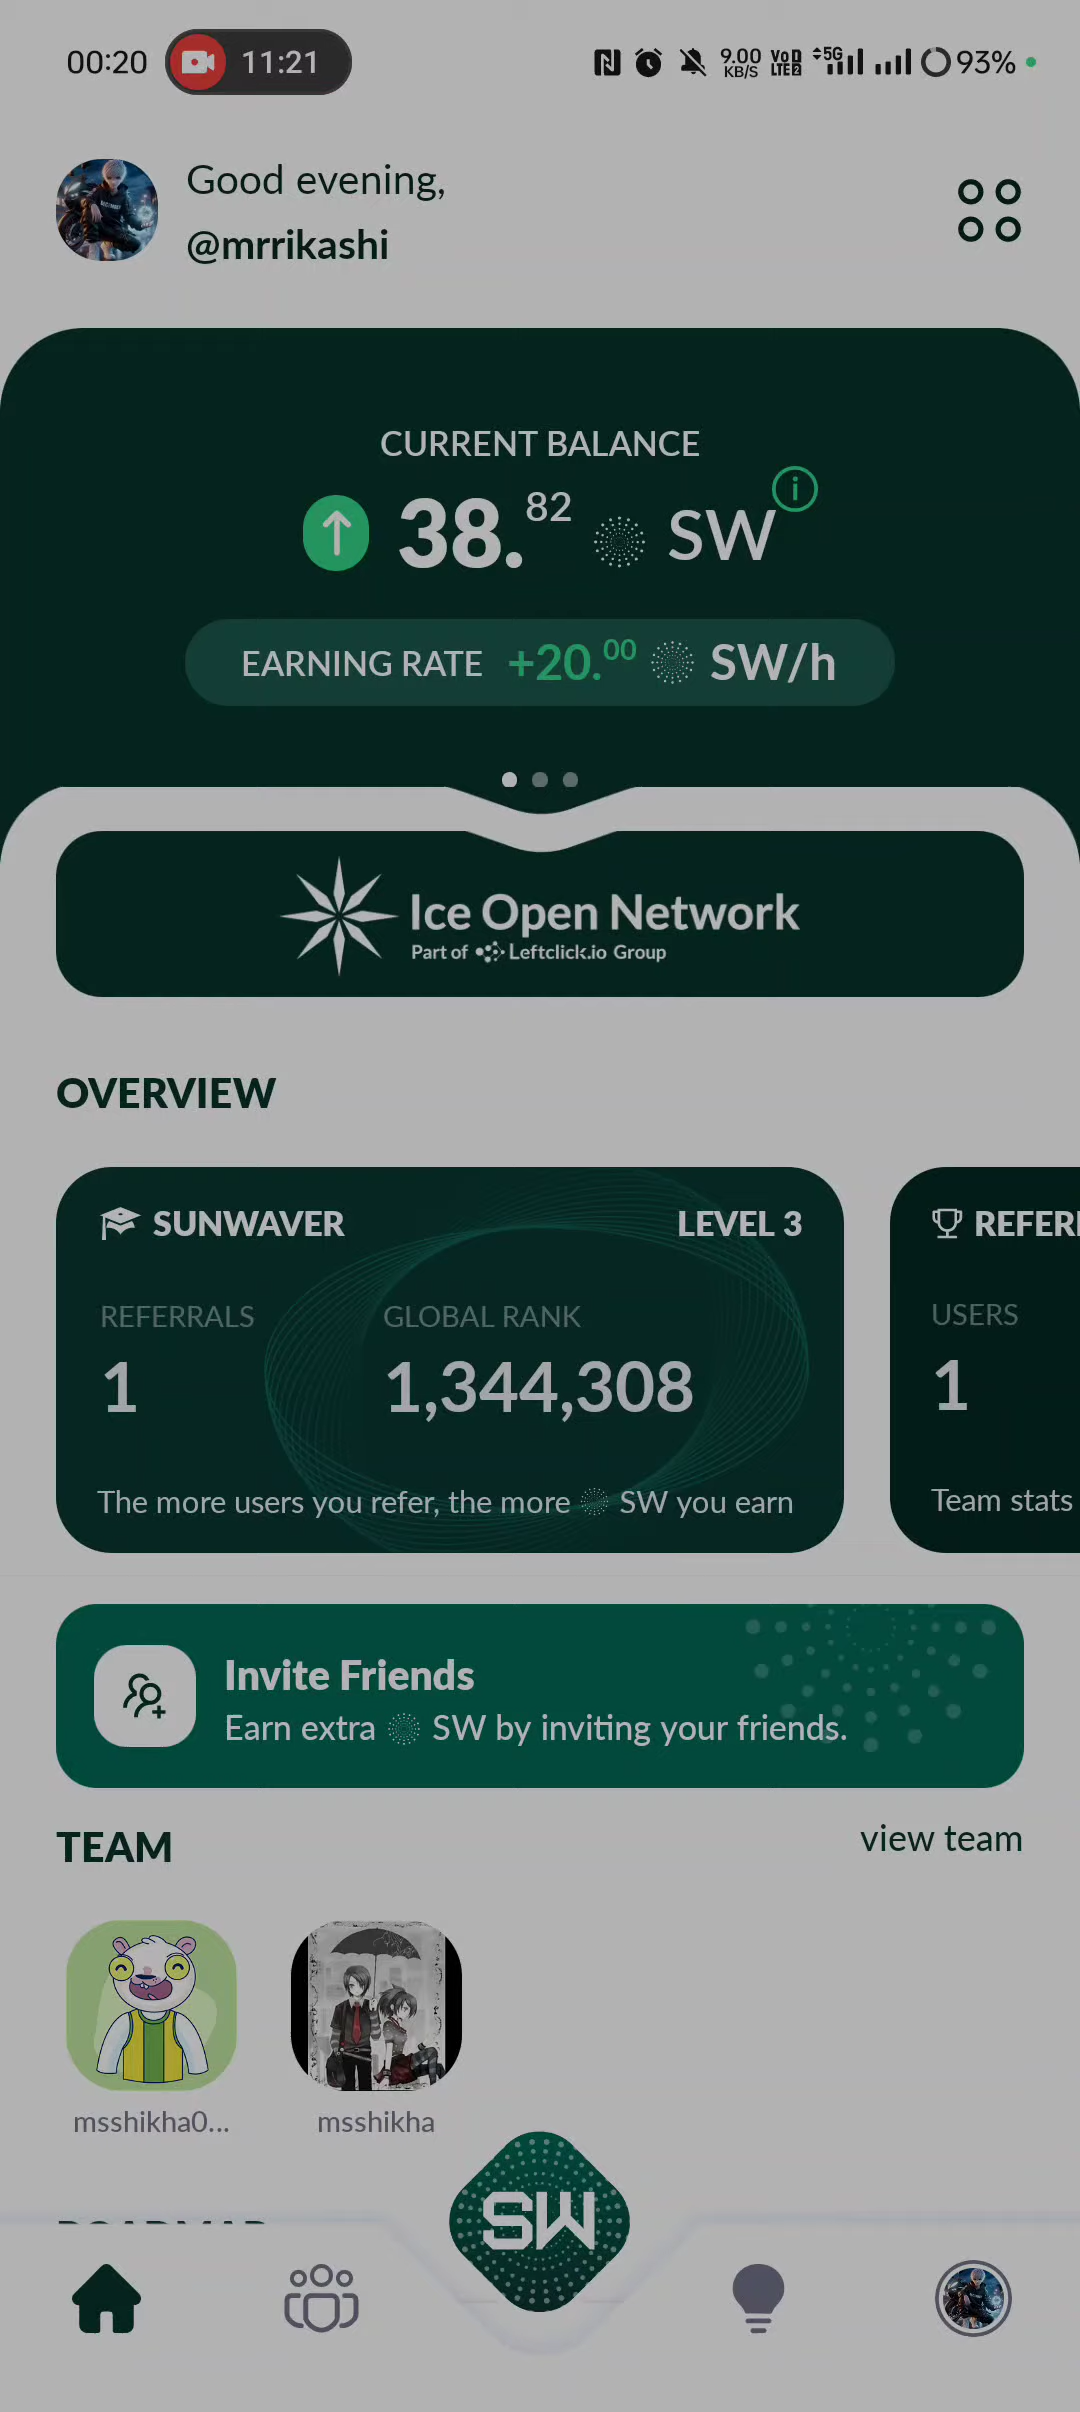 00:20 11:21 9.00 KB/S VoD LTE2 5G 93%
Good evening,
@mrrikashi
CURRENT BALANCE
38.82 SW
EARNING RATE +20.00 SW/h
Ice Open Network
Part of Leftclick.io Group
OVERVIEW
SUNWAVER LEVEL 3
REFERRALS GLOBAL RANK
1 1,344,308
The more users you refer, the more SW you earn
USERS
1
Team stats
Invite Friends
Earn extra SW by inviting your friends.
TEAM view team
msshikha0... msshikha
SW